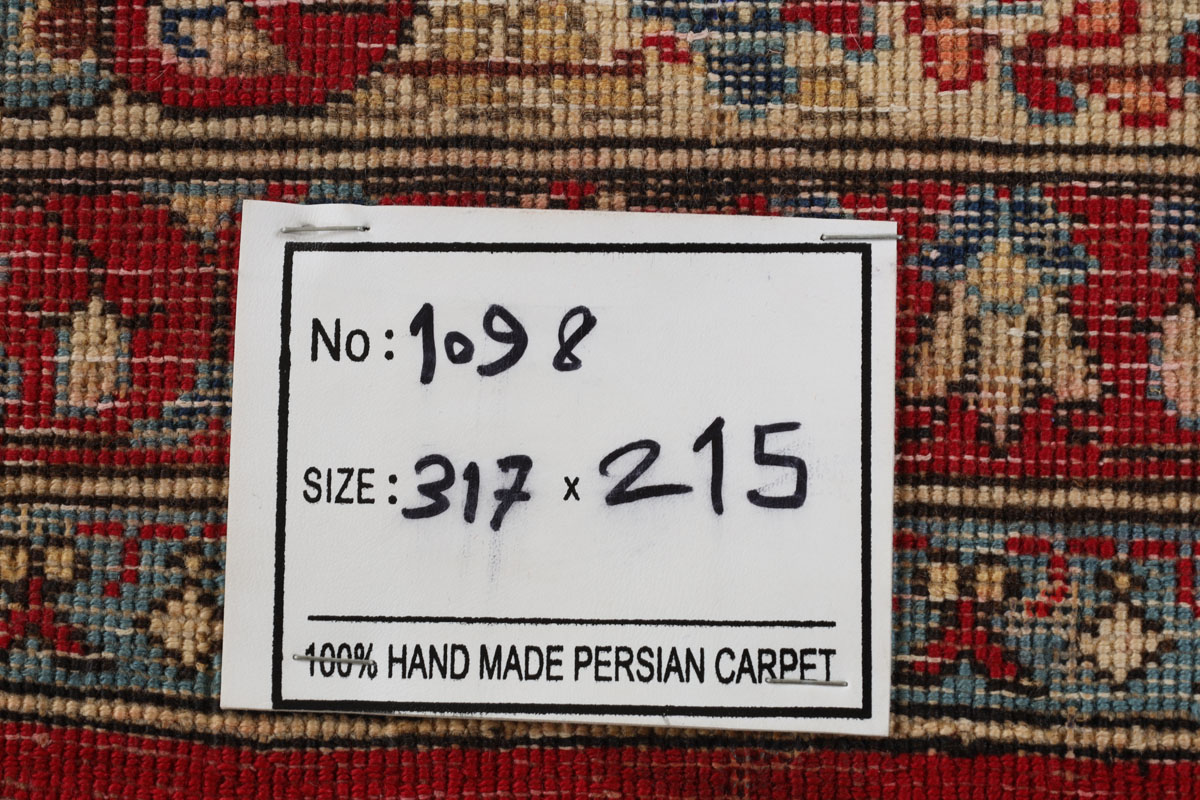 No: 1098
SIZE: 317 x 215
100% HAND MADE PERSIAN CARPET